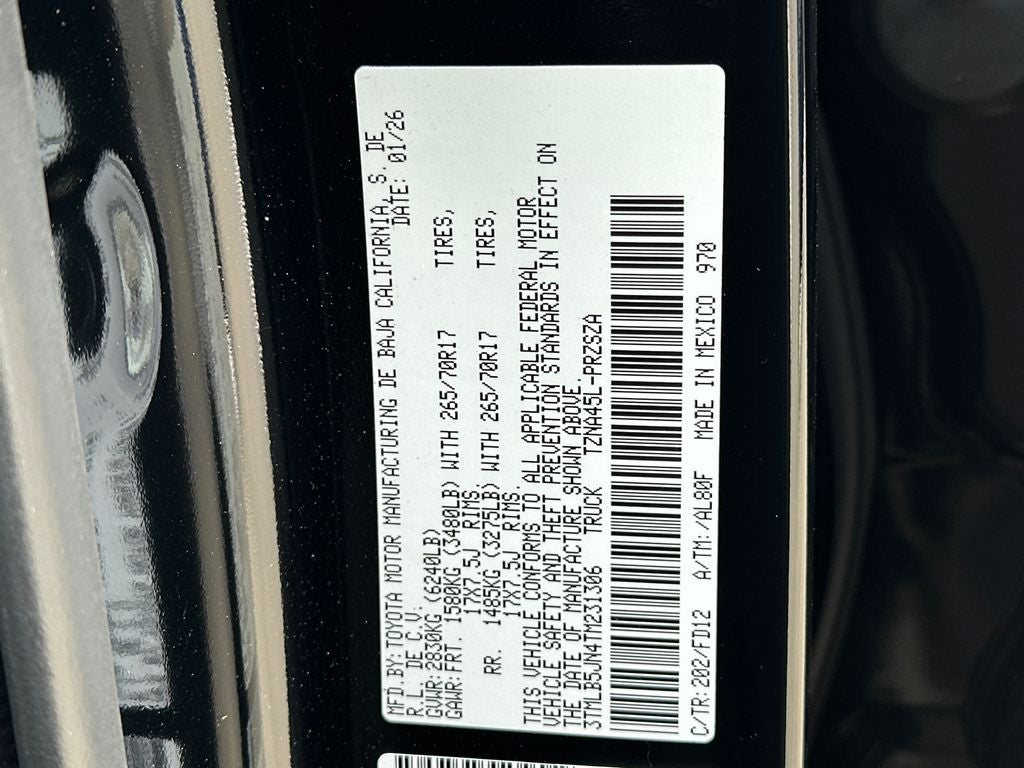 MFD.BY:TOYOTA MOTOR MANUFACTURING DE BAJA CALIFORNIA, S. DE
R. L. DE C. V. DATE: 01/26
GVWR:2830KG (6240LB)
GAWR:FRT. 1580KG (3480LB) WITH 265/70R17 TIRES,
17X7.5J RIMS
RR. 1485KG (3275LB) WITH 265/70R17 TIRES,
17X7.5J RIMS.
THIS VEHICLE CONFORMS TO ALL APPLICABLE FEDERAL MOTOR
VEHICLE SAFETY AND THEFT PREVENTION STANDARDS IN EFFECT ON
THE DATE OF MANUFACTURE SHOWN ABOVE.
3TMLB5JN4TM231306 TRUCK TZNA45L-PRZSZA
C/TR:202/FD12 A/TM:-/AL80F MADE IN MEXICO 970